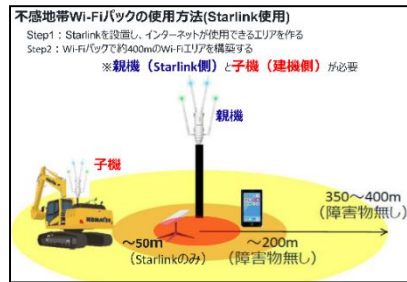 不感地帯Wi-Fiパックの使用方法(Starlink使用)
Step1：Starlinkを設置し、インターネットが使用できるエリアを作る
Step2：Wi-Fiパックで約400mのWi-Fiエリアを構築する
※親機（Starlink側）と子機（建機側）が必要
親機
子機
KOMATSU
350～400m
（障害物無し）
～50m
（Starlinkのみ）
～200m
（障害物無し）